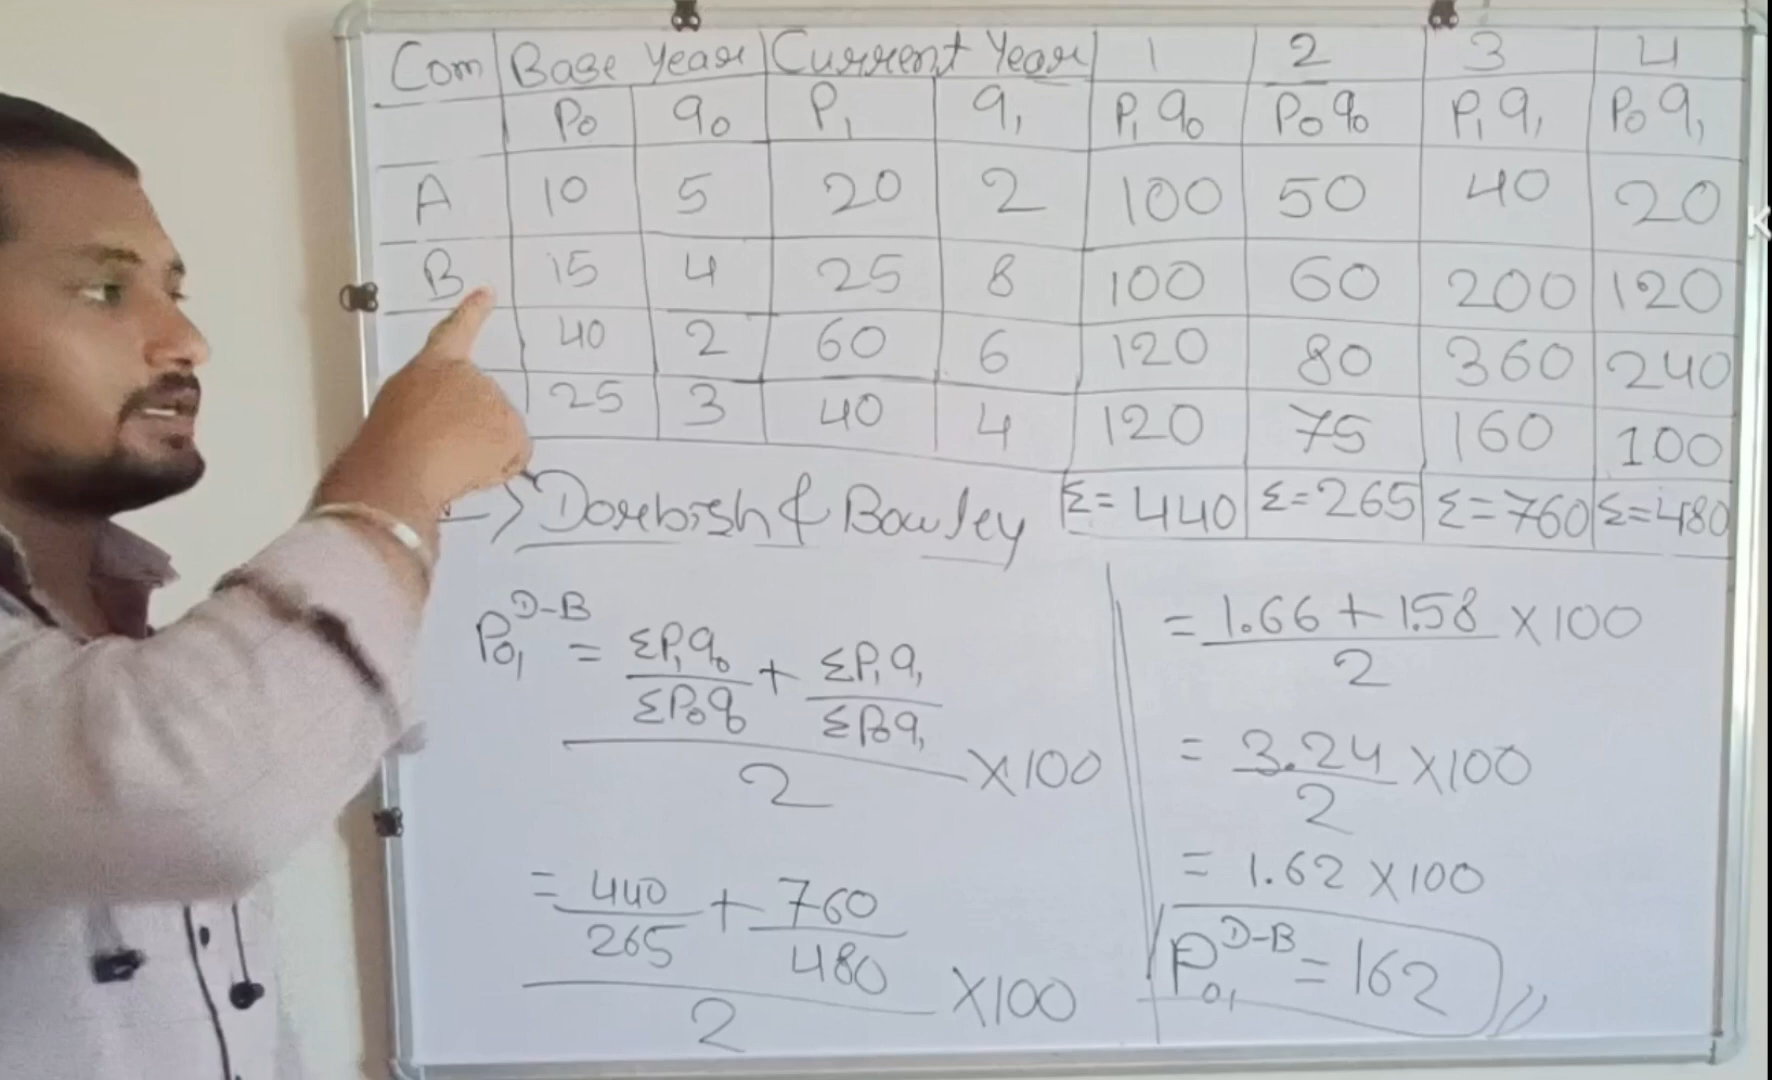 Com Base Year Current Year 1 2 3 4
P₀ q₀ P₁ q₁ P₁q₀ P₀q₀ P₁q₁ P₀q₁
A 10 5 20 2 100 50 40 20
B 15 4 25 8 100 60 200 120
40 2 60 6 120 80 360 240
25 3 40 4 120 75 160 100
Σ=440 Σ=265 Σ=760 Σ=480
→ Dorbish & Bowley
P₀₁ᴰ⁻ᴮ = ΣP₁q₀ + ΣP₁q₁
ΣP₀q₀ ΣP₀q₁
2 ×100
= 440 + 760
265 480
2 ×100
= 1.66 + 1.58 ×100
2
= 3.24 ×100
2
= 1.62 ×100
P₀₁ᴰ⁻ᴮ = 162
K